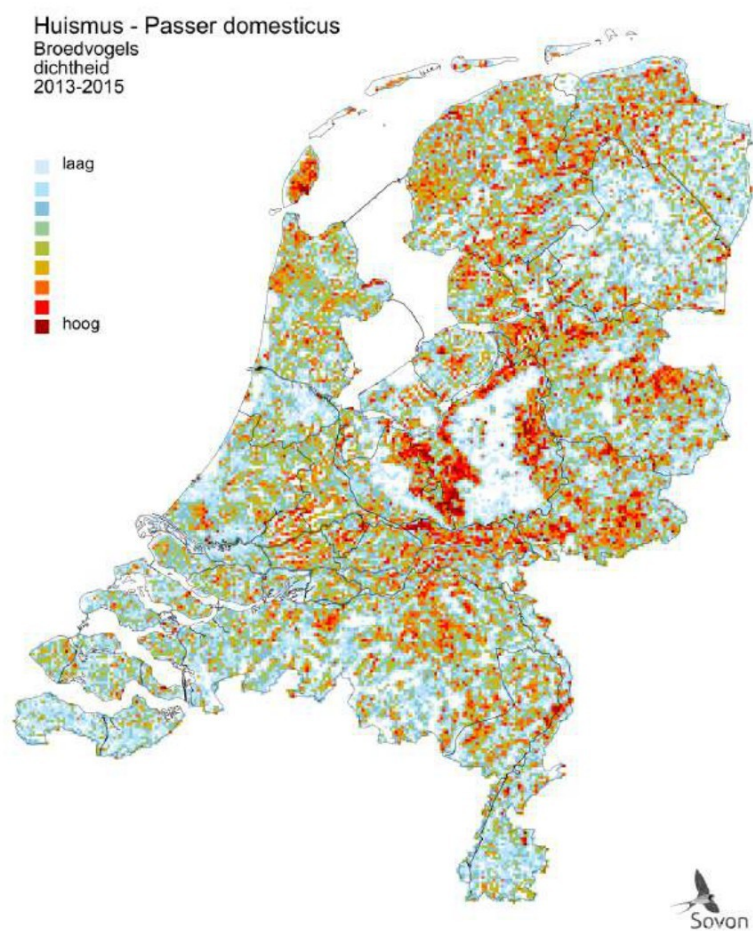 Huismus - Passer domesticus
Broedvogels
dichtheid
2013-2015
laag
hoog
Sovon